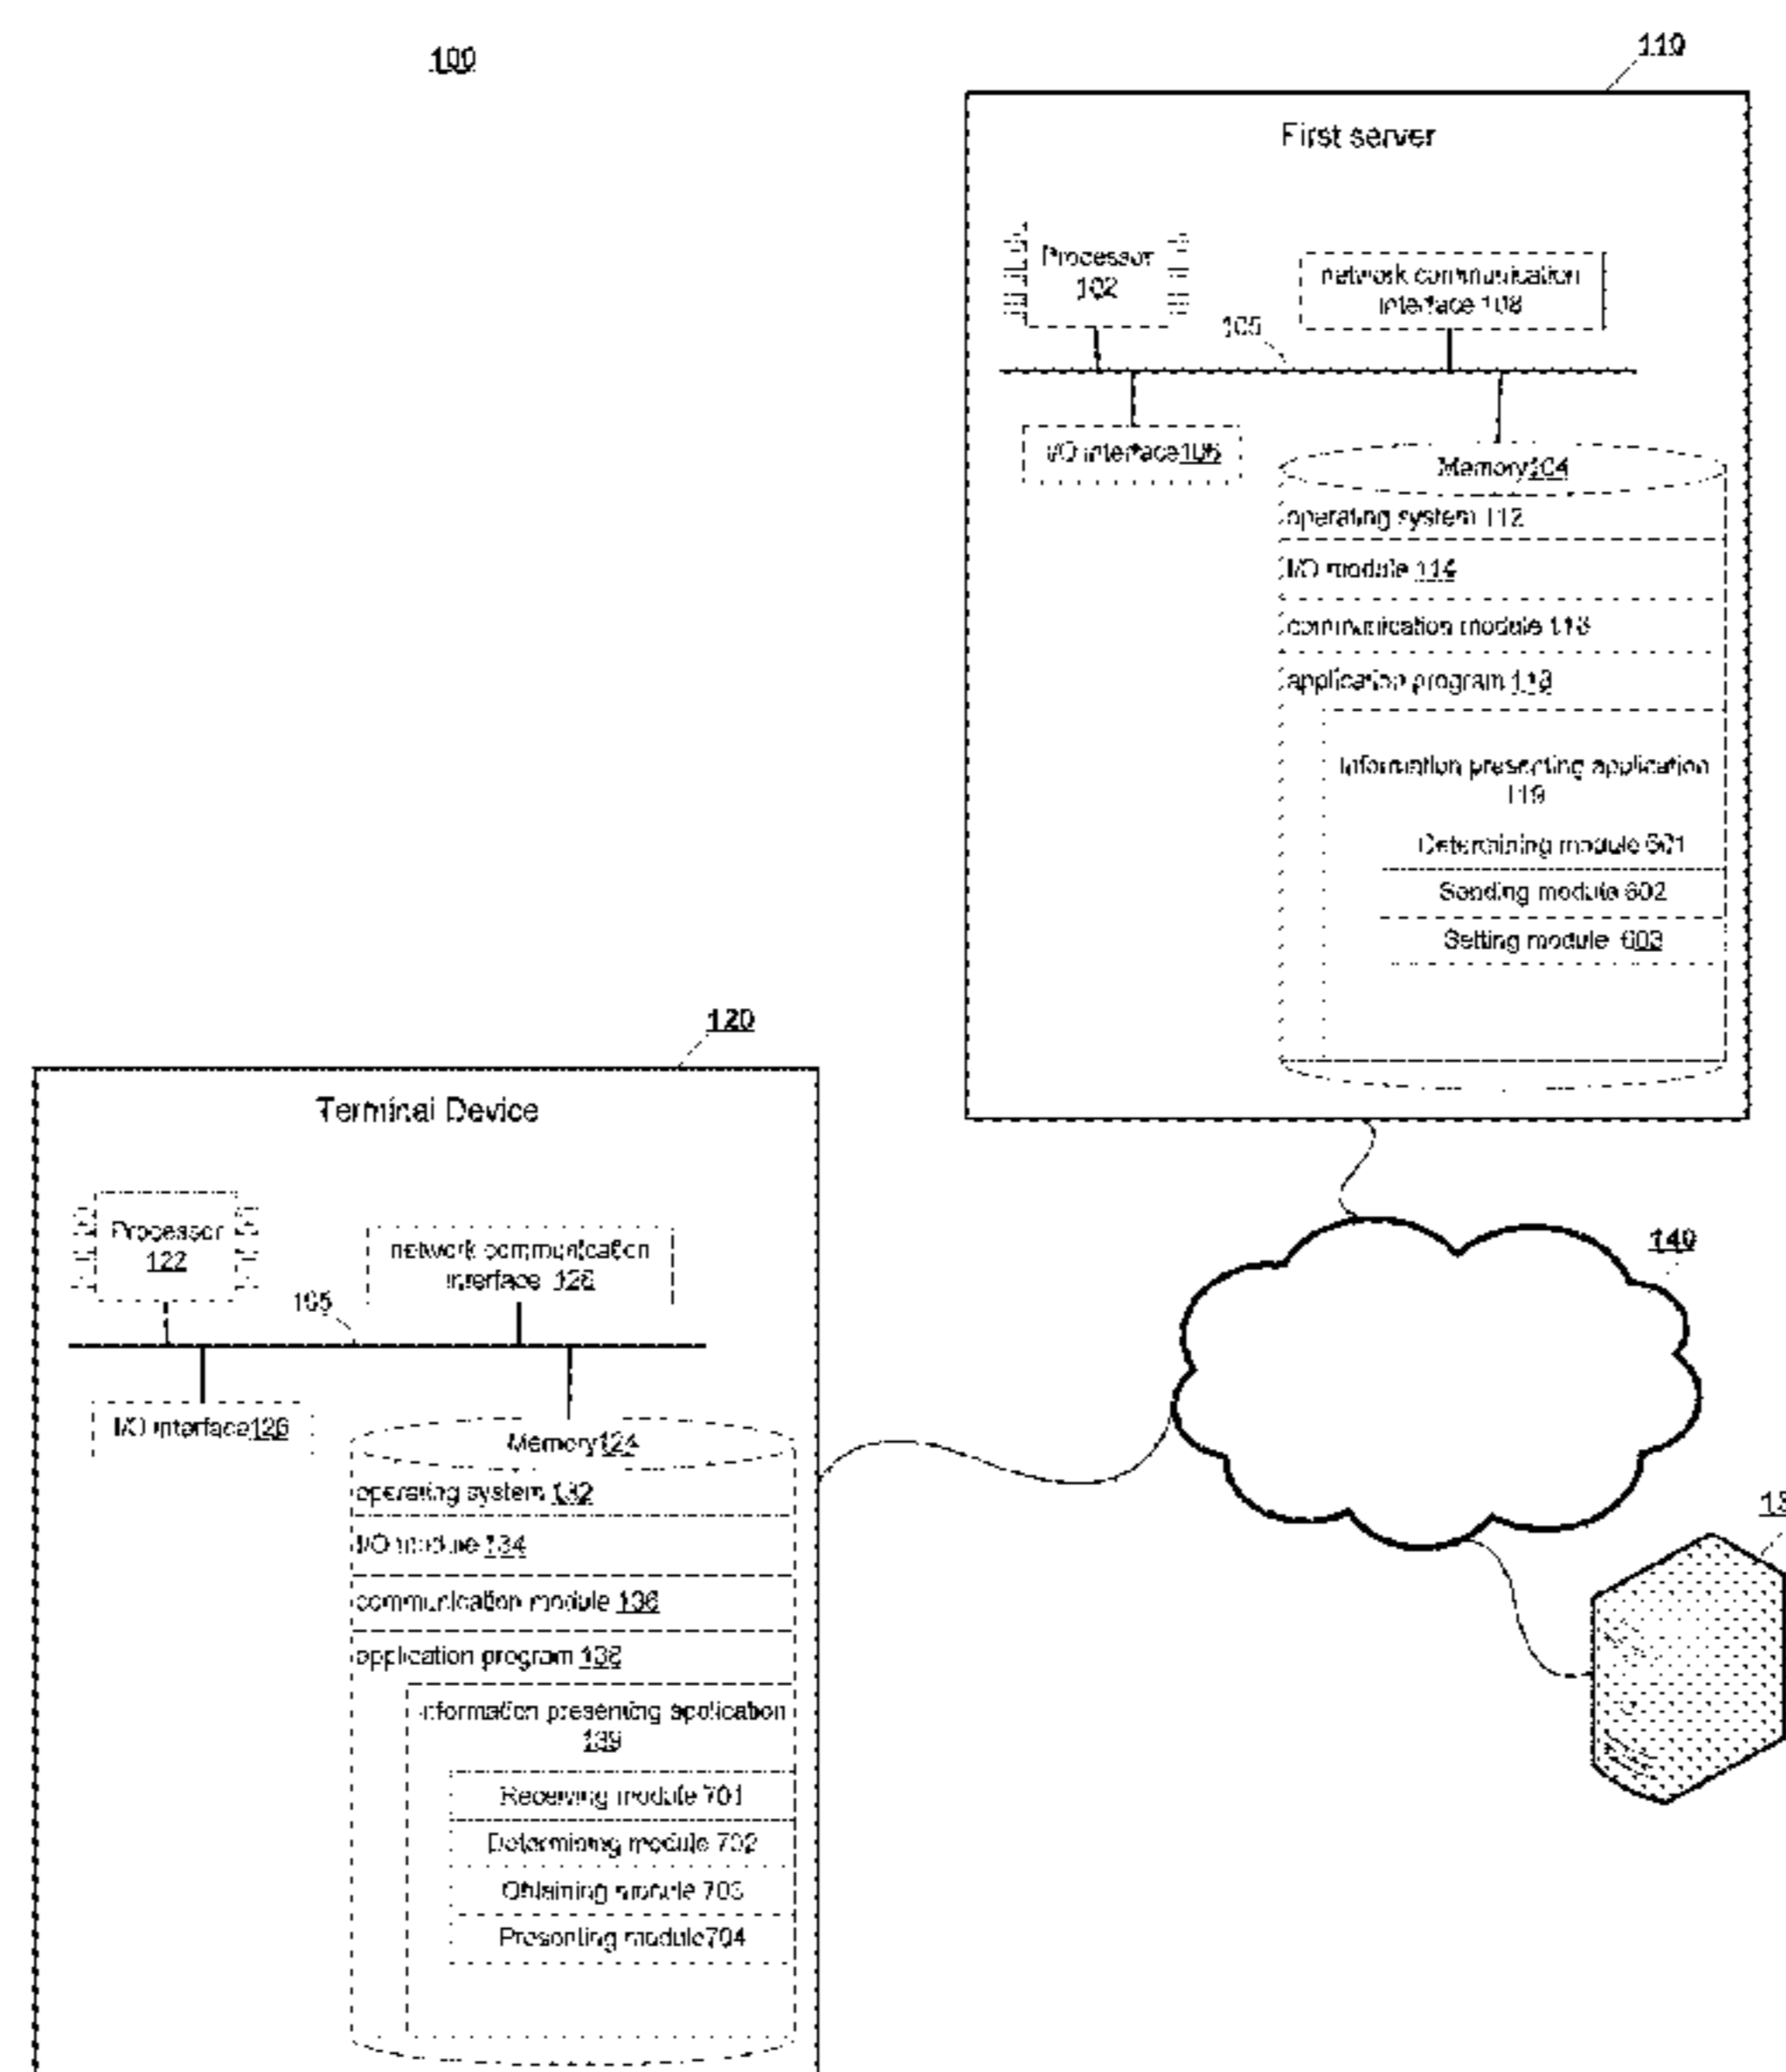 100
110
First server
Processor
102
network communication
interface 108
105
I/O interface 106
Memory 104
operating system 112
I/O module 114
communication module 116
application program 118
Information presenting application
119
Determining module 601
Sending module 602
Setting module 603
120
Terminal Device
Processor
122
network communication
interface 128
105
I/O interface 126
Memory 124
operating system 132
I/O module 134
communication module 136
application program 138
Information presenting application
139
Receiving module 701
Determining module 702
Obtaining module 703
Presenting module 704
140